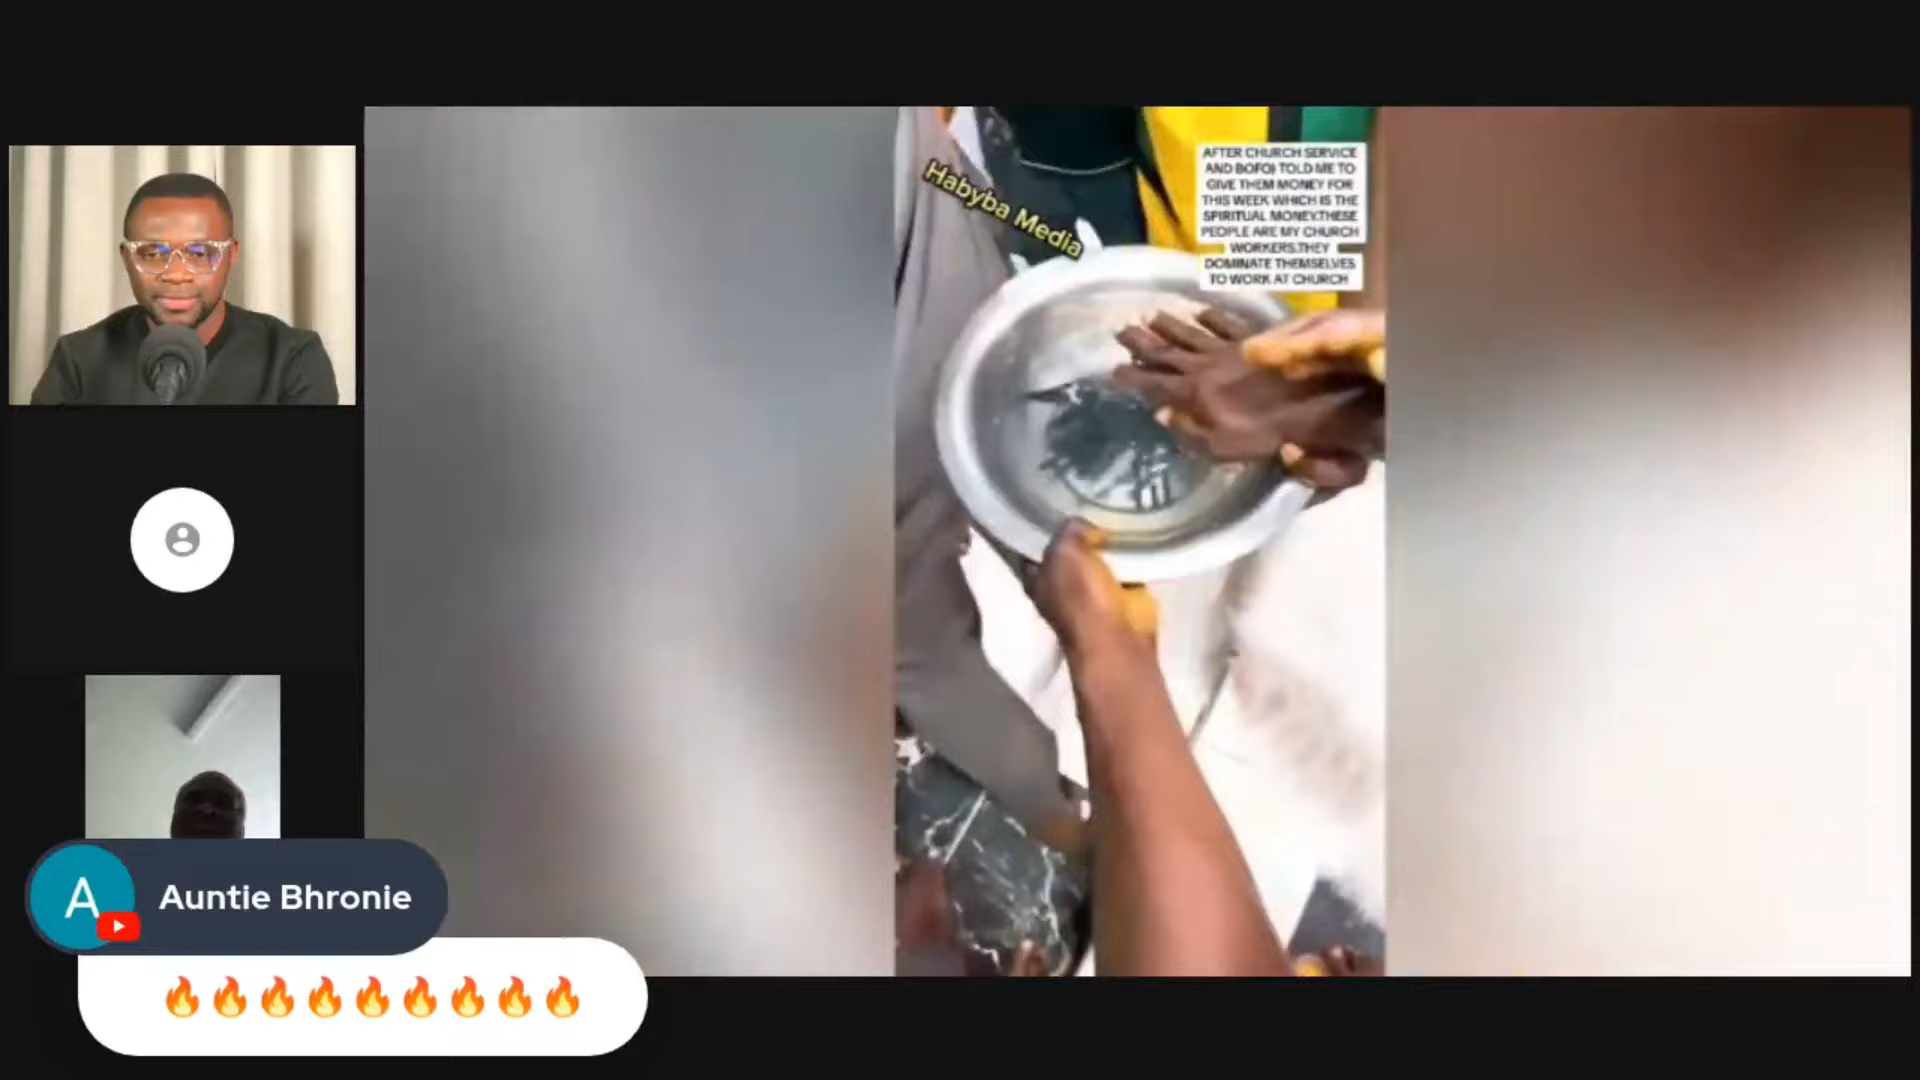 Habyba Media
AFTER CHURCH SERVICE
AND BOFOƐ TOLD ME TO
GIVE THEM MONEY FOR
THIS WEEK WHICH IS THE
SPIRITUAL MONEY.THESE
PEOPLE ARE MY CHURCH
WORKERS.THEY
DOMINATE THEMSELVES
TO WORK AT CHURCH
A
Auntie Bhronie
🔥🔥🔥🔥🔥🔥🔥🔥🔥